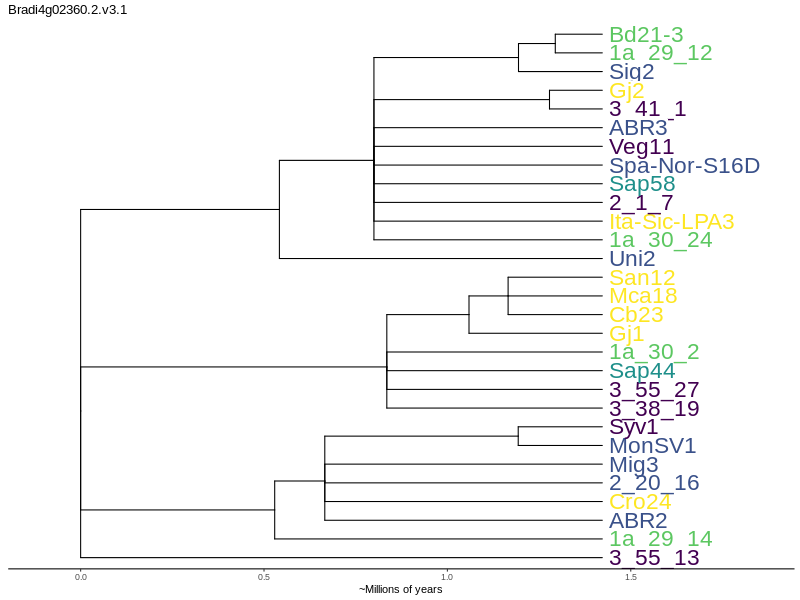 Bradi4g02360.2.v3.1
Bd21-3
1a_29_12
Sig2
Gj2
3_41_1
ABR3
Veg11
Spa-Nor-S16D
Sap58
2_1_7
Ita-Sic-LPA3
1a_30_24
Uni2
San12
Mca18
Cb23
Gj1
1a_30_2
Sap44
3_55_27
3_38_19
Syv1
MonSV1
Mig3
2_20_16
Cro24
ABR2
1a_29_14
3_55_13
0.0 0.5 1.0 1.5
~Millions of years